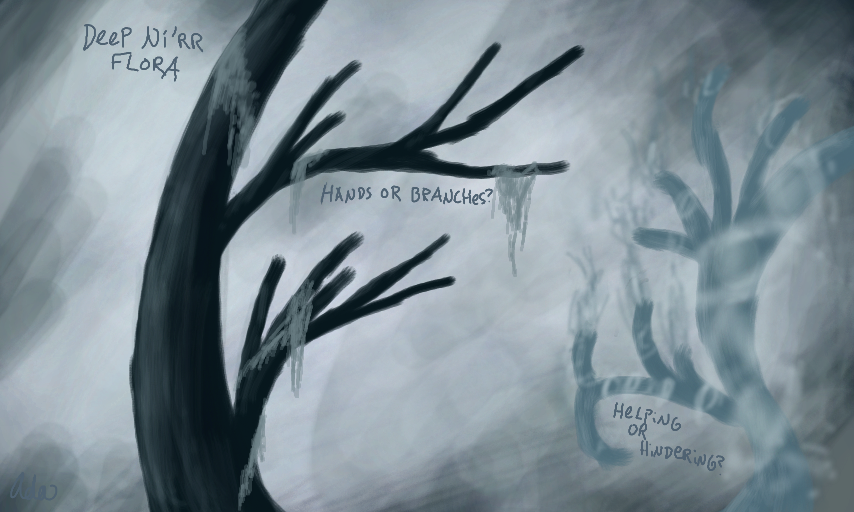 DEEP Ni'RR
FLORA
HANDS OR BRANCHES?
HELPiNG
OR
HiNDERiNG?